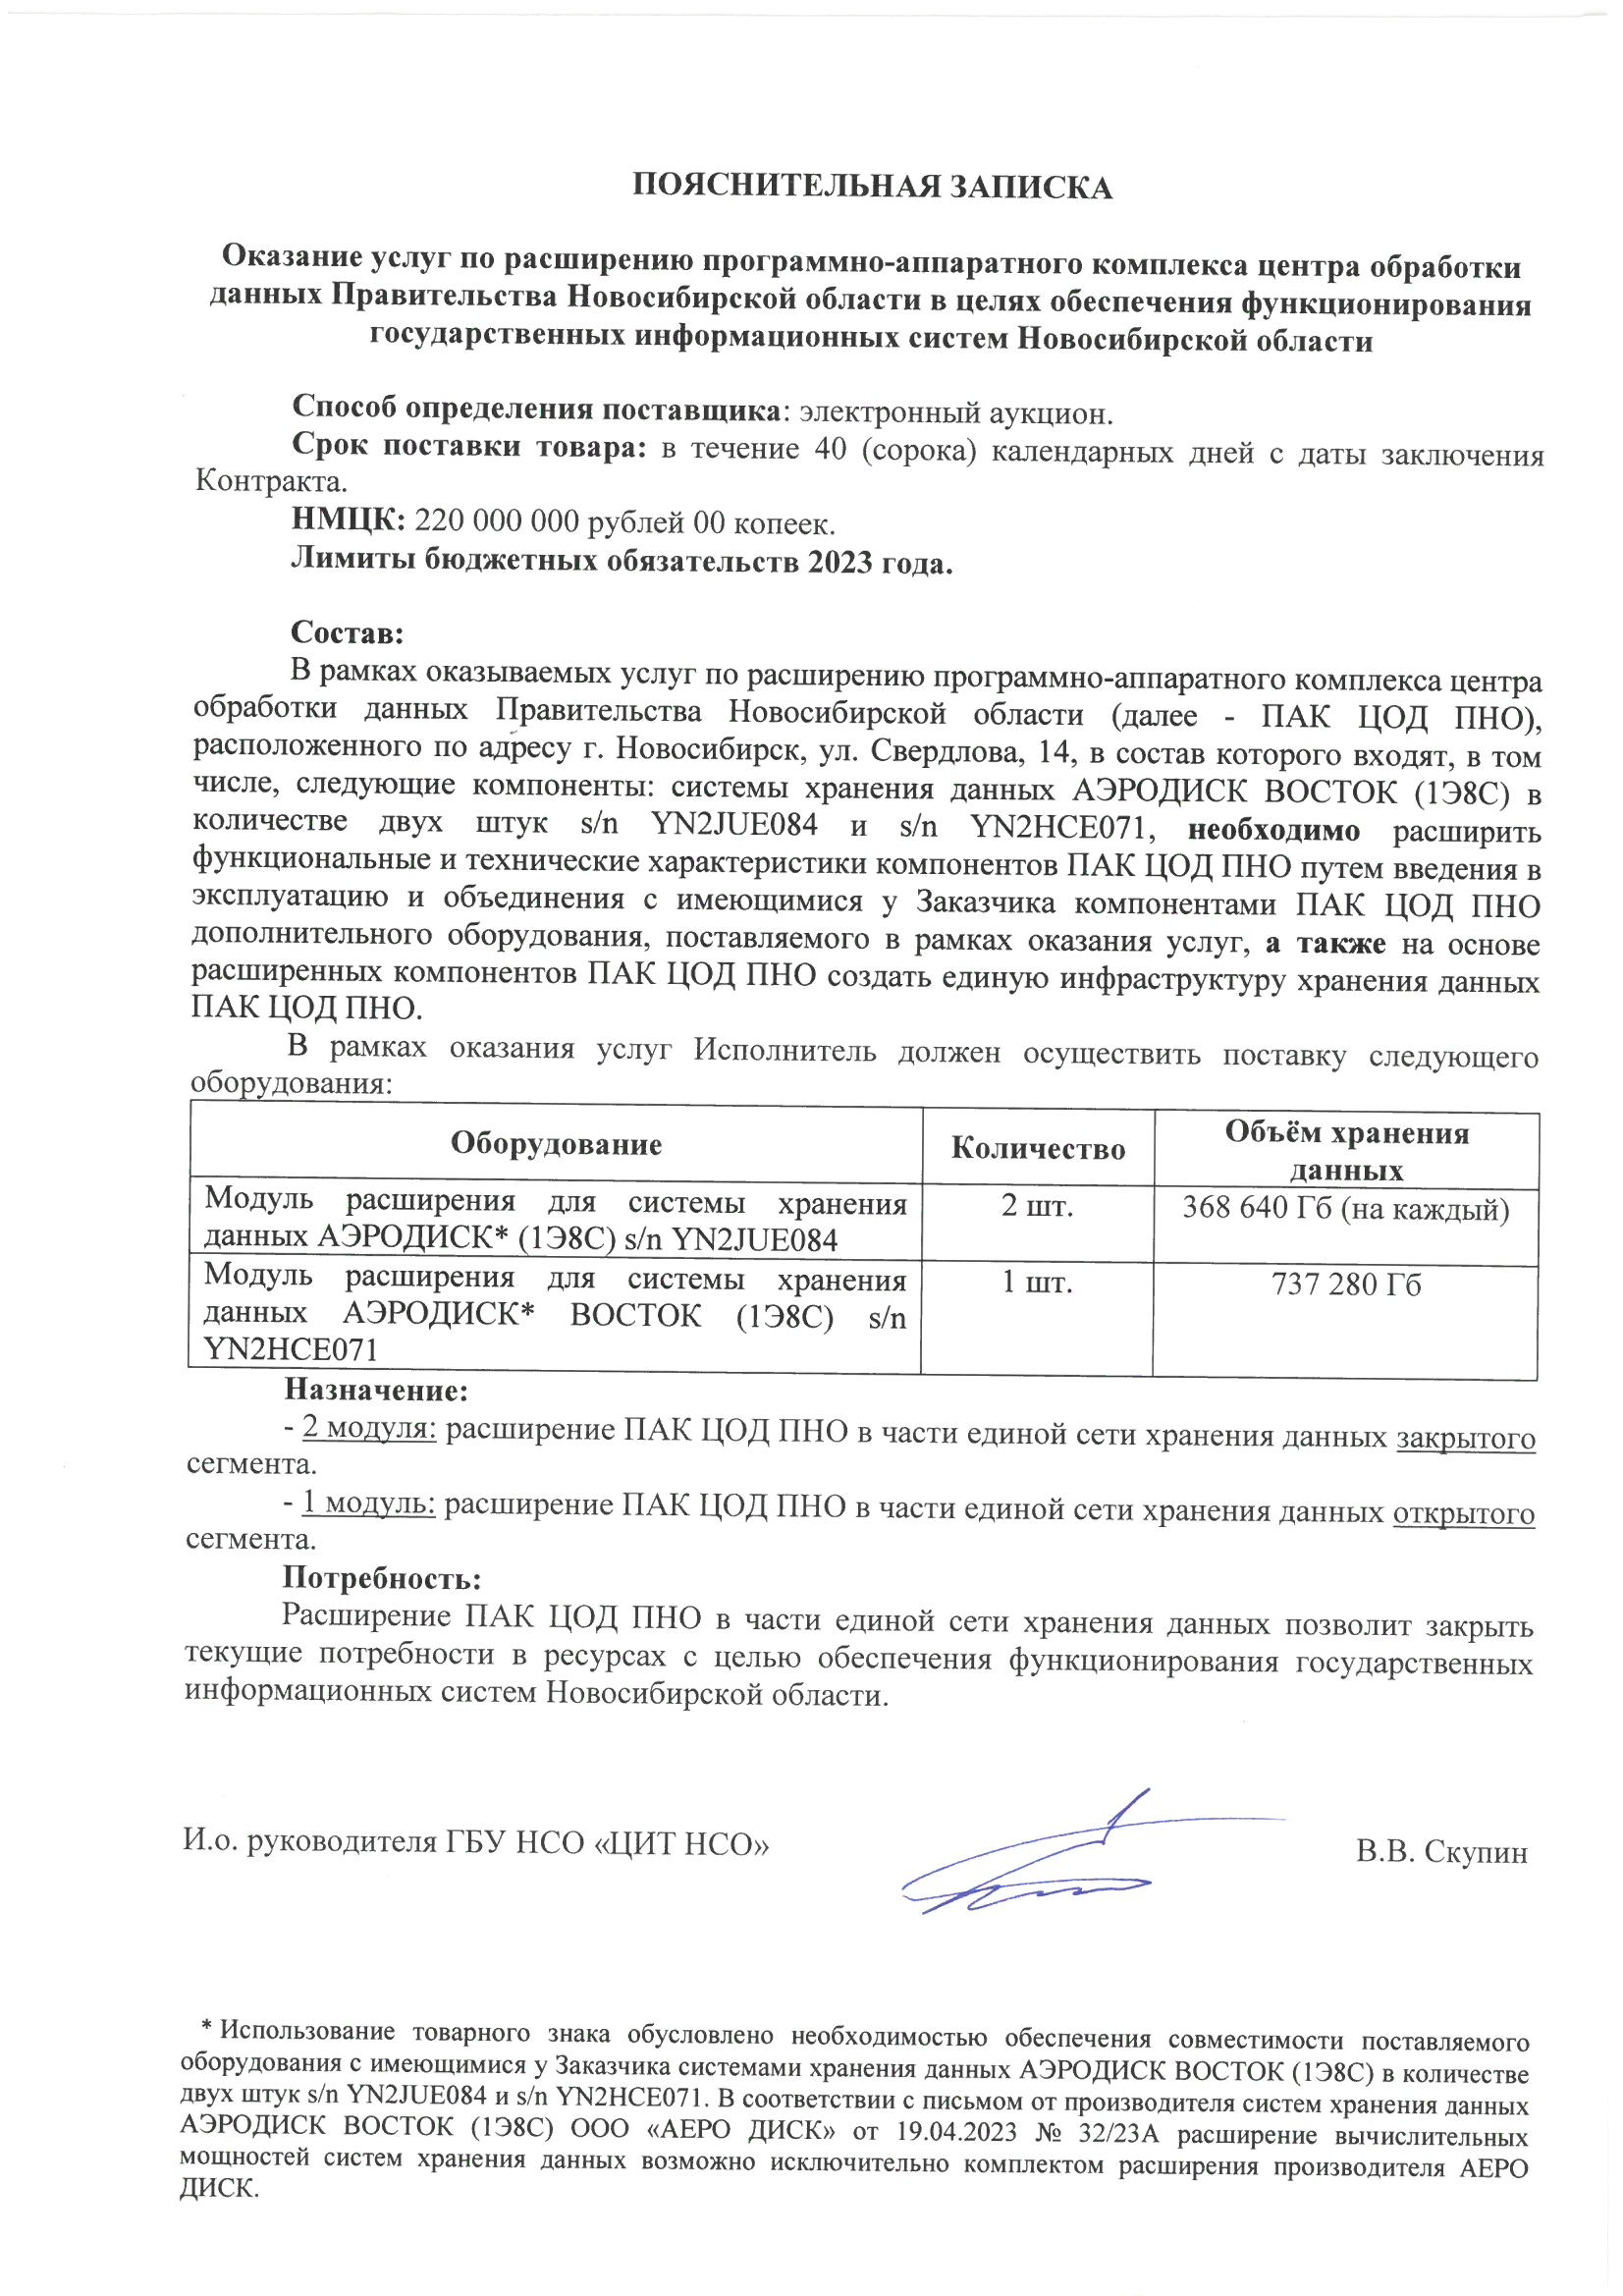 ПОЯСНИТЕЛЬНАЯ ЗАПИСКА
Оказание услуг по расширению программно-аппаратного комплекса центра обработки
данных Правительства Новосибирской области в целях обеспечения функционирования
государственных информационных систем Новосибирской области
Способ определения поставщика: электронный аукцион.
Срок поставки товара: в течение 40 (сорока) календарных дней с даты заключения
Контракта.
НМЦК: 220 000 000 рублей 00 копеек.
Лимиты бюджетных обязательств 2023 года.
Состав:
В рамках оказываемых услуг по расширению программно-аппаратного комплекса центра
обработки данных Правительства Новосибирской области (далее - ПАК ЦОД ПНО),
расположенного по адресу г. Новосибирск, ул. Свердлова, 14, в состав которого входят, в том
числе, следующие компоненты: системы хранения данных АЭРОДИСК ВОСТОК (1Э8С) в
количестве двух штук s/n YN2JUE084 и s/n YN2HCE071, необходимо расширить
функциональные и технические характеристики компонентов ПАК ЦОД ПНО путем введения в
эксплуатацию и объединения с имеющимися у Заказчика компонентами ПАК ЦОД ПНО
дополнительного оборудования, поставляемого в рамках оказания услуг, а также на основе
расширенных компонентов ПАК ЦОД ПНО создать единую инфраструктуру хранения данных
ПАК ЦОД ПНО.
В рамках оказания услуг Исполнитель должен осуществить поставку следующего
оборудования:
Оборудование Количество Объём хранения
данных
Модуль расширения для системы хранения 2 шт. 368 640 Гб (на каждый)
данных АЭРОДИСК* (1Э8С) s/n YN2JUE084
Модуль расширения для системы хранения 1 шт. 737 280 Гб
данных АЭРОДИСК* ВОСТОК (1Э8С) s/n
YN2HCE071
Назначение:
- 2 модуля: расширение ПАК ЦОД ПНО в части единой сети хранения данных закрытого
сегмента.
- 1 модуль: расширение ПАК ЦОД ПНО в части единой сети хранения данных открытого
сегмента.
Потребность:
Расширение ПАК ЦОД ПНО в части единой сети хранения данных позволит закрыть
текущие потребности в ресурсах с целью обеспечения функционирования государственных
информационных систем Новосибирской области.
И.о. руководителя ГБУ НСО «ЦИТ НСО» В.В. Скупин
* Использование товарного знака обусловлено необходимостью обеспечения совместимости поставляемого
оборудования с имеющимися у Заказчика системами хранения данных АЭРОДИСК ВОСТОК (1Э8С) в количестве
двух штук s/n YN2JUE084 и s/n YN2HCE071. В соответствии с письмом от производителя систем хранения данных
АЭРОДИСК ВОСТОК (1Э8С) ООО «АЕРО ДИСК» от 19.04.2023 № 32/23А расширение вычислительных
мощностей систем хранения данных возможно исключительно комплектом расширения производителя АЕРО
ДИСК.